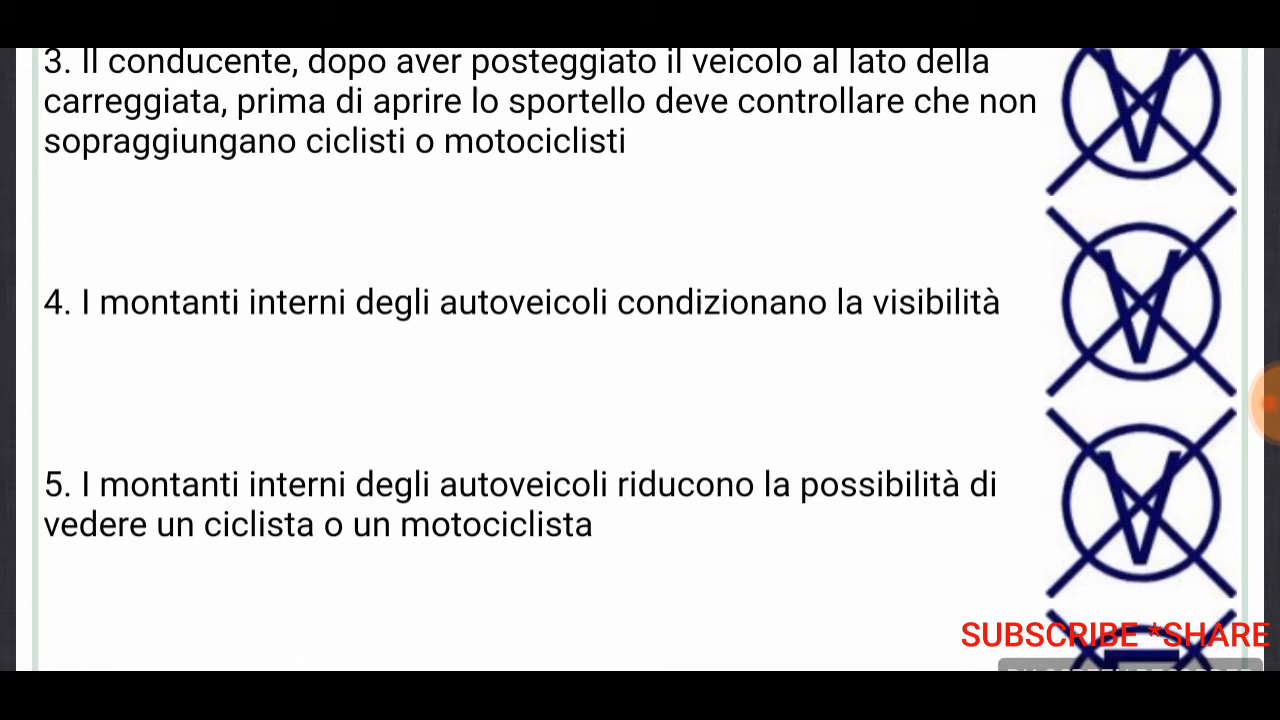 3. Il conducente, dopo aver posteggiato il veicolo al lato della
carreggiata, prima di aprire lo sportello deve controllare che non
sopraggiungano ciclisti o motociclisti
V
4. I montanti interni degli autoveicoli condizionano la visibilità
V
5. I montanti interni degli autoveicoli riducono la possibilità di
vedere un ciclista o un motociclista
V
SUBSCRIBE *SHARE